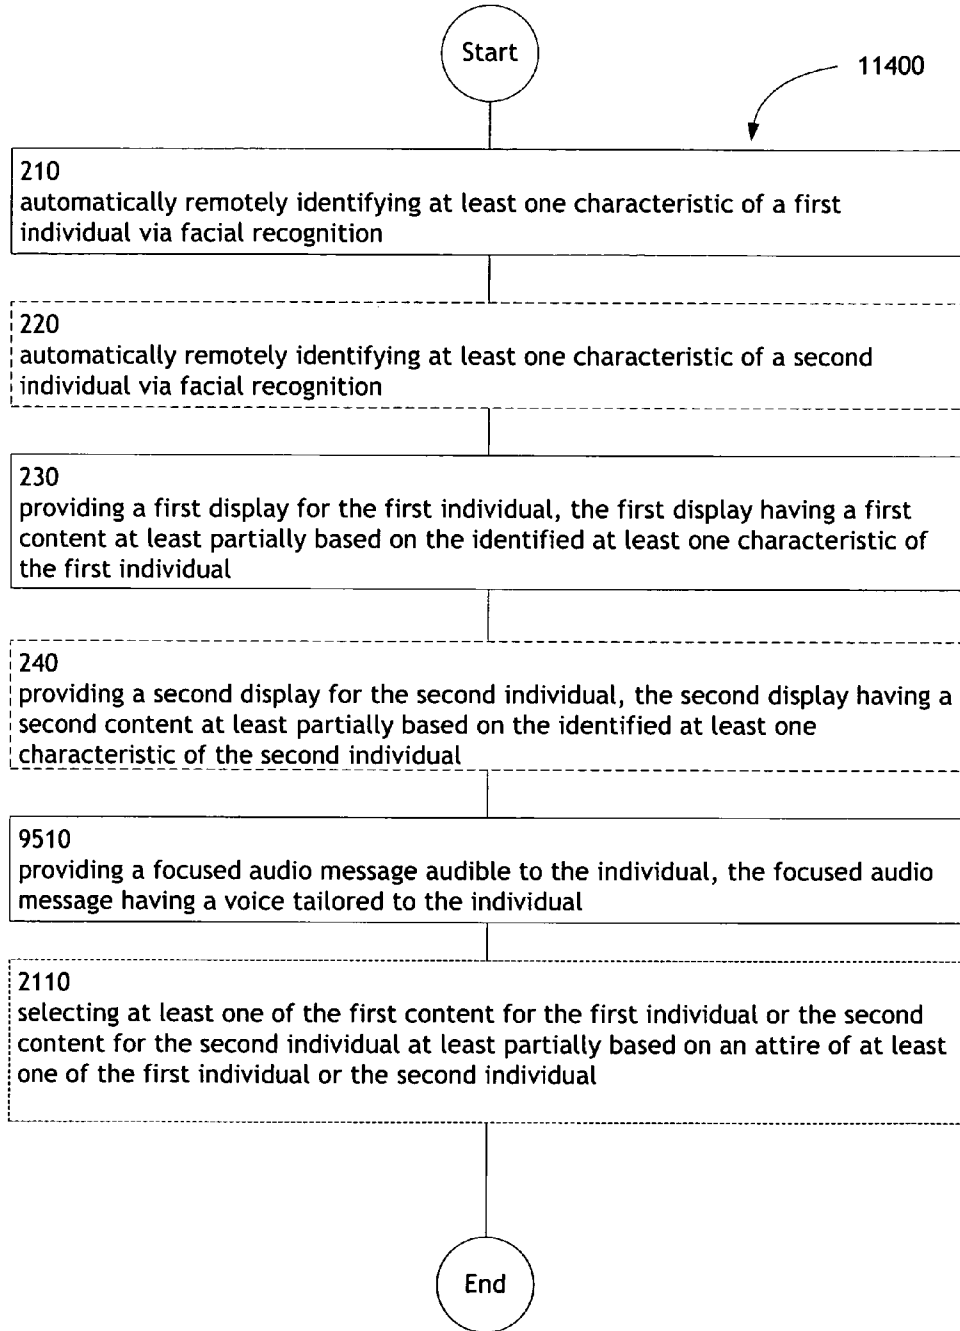 Start
11400
210
automatically remotely identifying at least one characteristic of a first
individual via facial recognition
220
automatically remotely identifying at least one characteristic of a second
individual via facial recognition
230
providing a first display for the first individual, the first display having a first
content at least partially based on the identified at least one characteristic of
the first individual
240
providing a second display for the second individual, the second display having a
second content at least partially based on the identified at least one
characteristic of the second individual
9510
providing a focused audio message audible to the individual, the focused audio
message having a voice tailored to the individual
2110
selecting at least one of the first content for the first individual or the second
content for the second individual at least partially based on an attire of at least
one of the first individual or the second individual
End